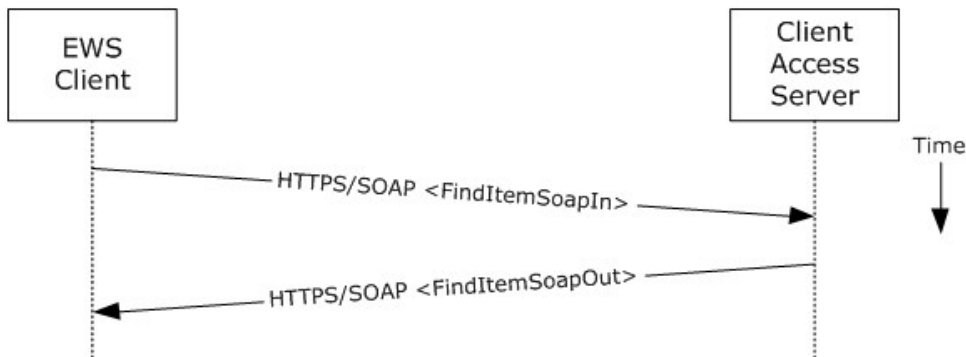 EWS
Client
Client
Access
Server
Time
HTTPS/SOAP <FindItemSoapIn>
HTTPS/SOAP <FindItemSoapOut>